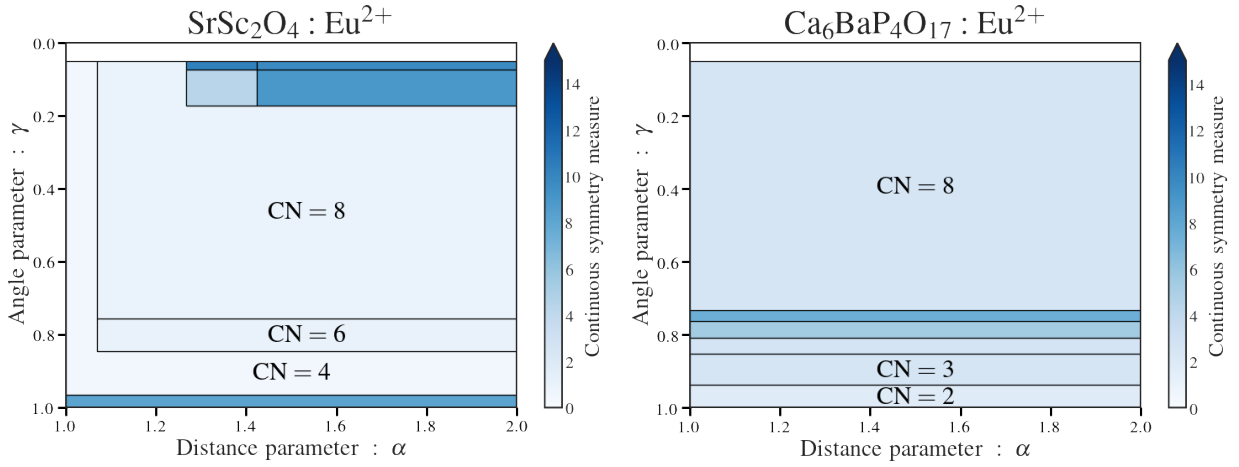 SrSc₂O₄ : Eu²⁺
0.0
0.2
0.4
0.6
0.8
1.0
Angle parameter : γ
CN = 8
CN = 6
CN = 4
1.0 1.2 1.4 1.6 1.8 2.0
Distance parameter : α
14
12
10
8
6
4
2
0
Continuous symmetry measure
Ca₆BaP₄O₁₇ : Eu²⁺
0.0
0.2
0.4
0.6
0.8
1.0
Angle parameter : γ
CN = 8
CN = 3
CN = 2
1.0 1.2 1.4 1.6 1.8 2.0
Distance parameter : α
14
12
10
8
6
4
2
0
Continuous symmetry measure